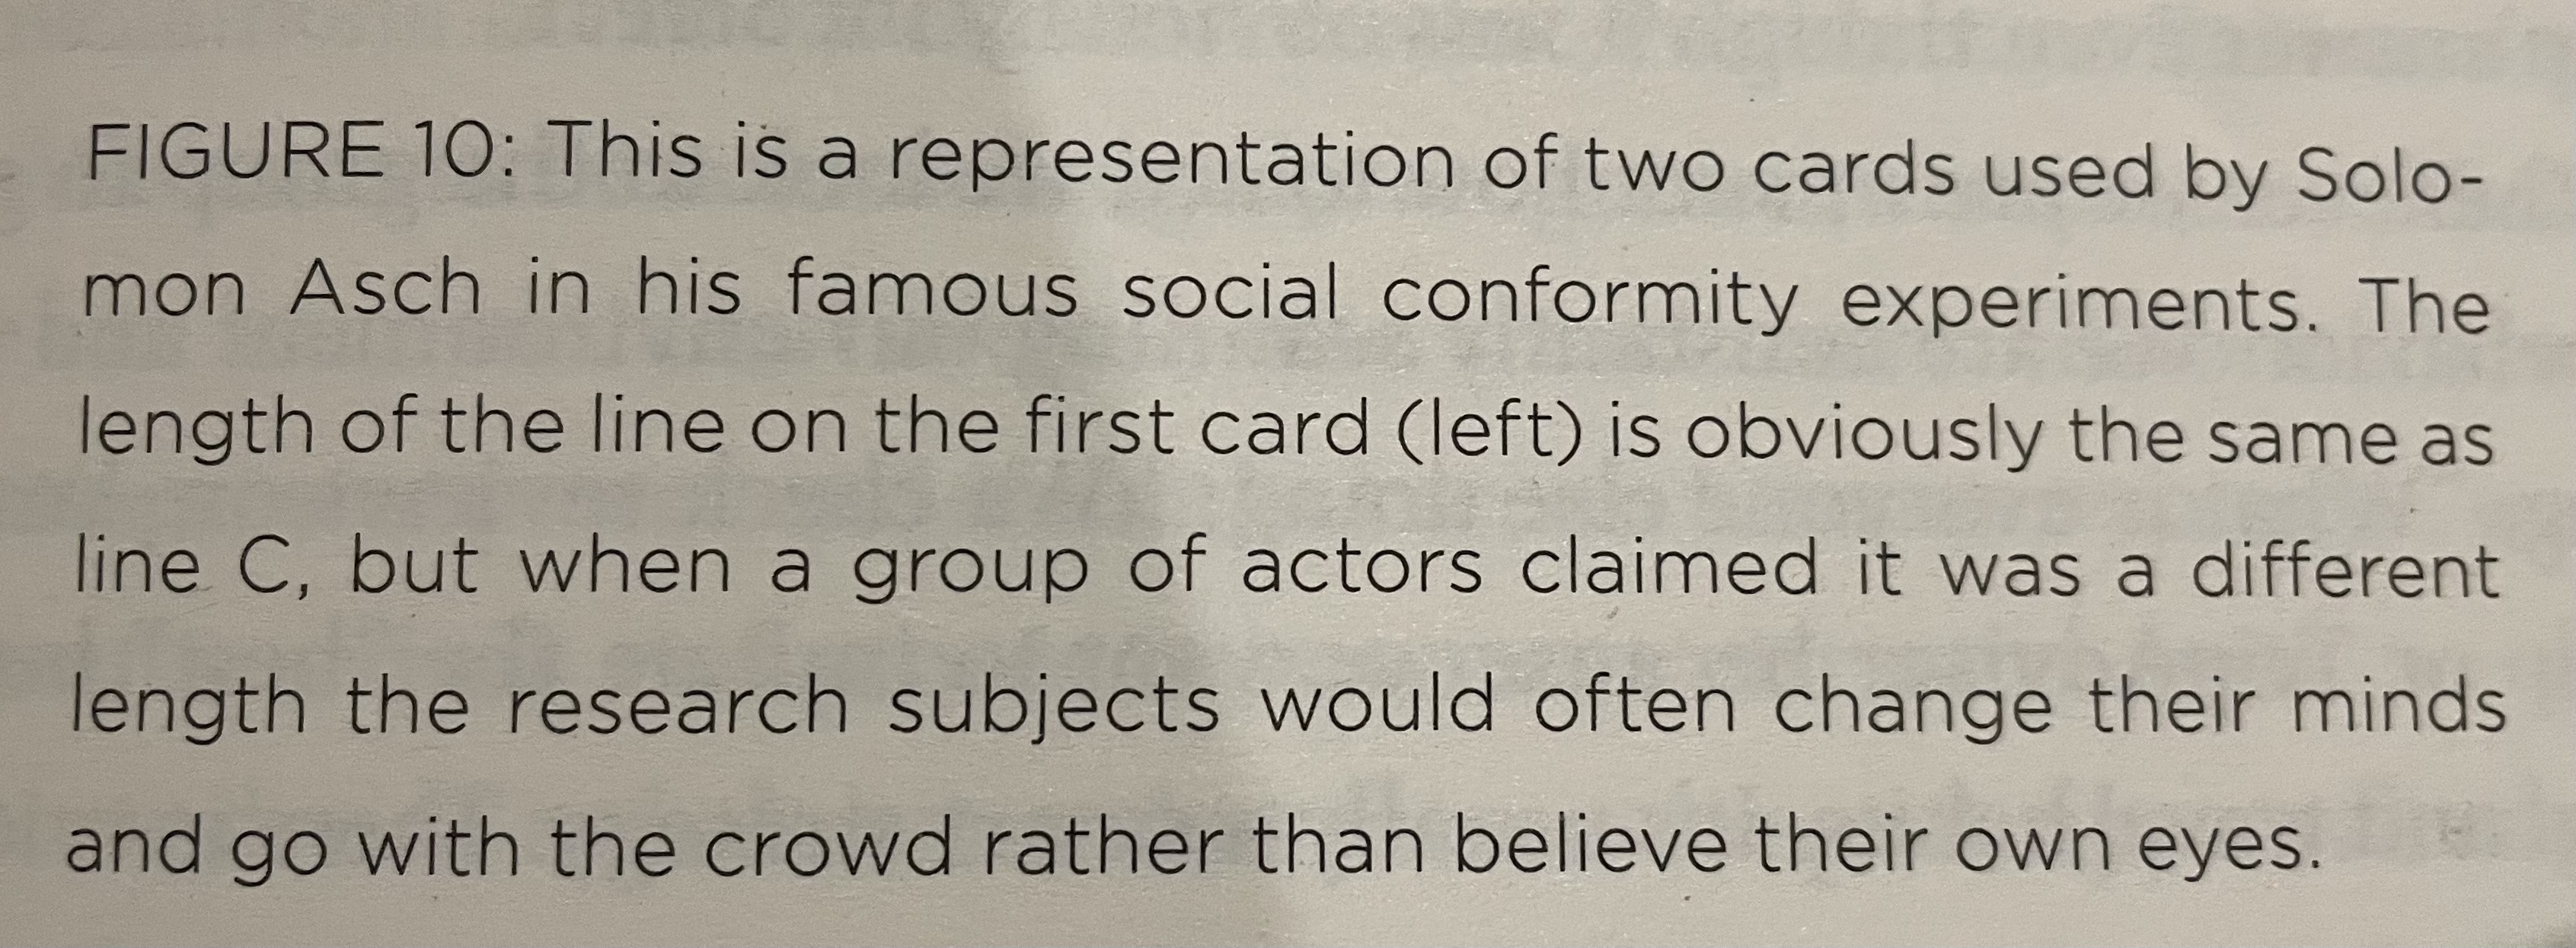 FIGURE 10: This is a representation of two cards used by Solo-
mon Asch in his famous social conformity experiments. The
length of the line on the first card (left) is obviously the same as
line C, but when a group of actors claimed it was a different
length the research subjects would often change their minds
and go with the crowd rather than believe their own eyes.